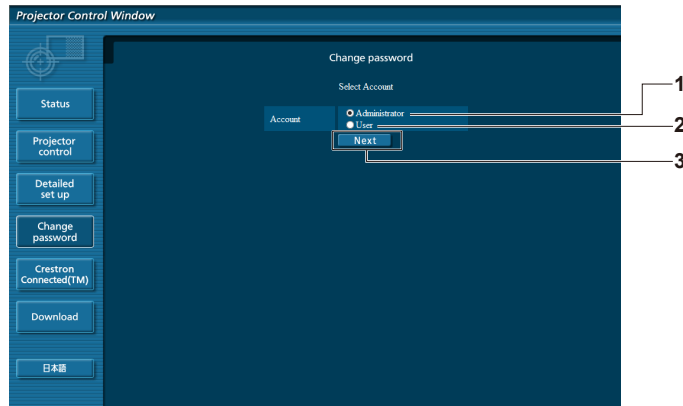 Projector Control Window
Change password
Select Account
Account
Administrator
User
Next
1
2
3
Status
Projector
control
Detailed
set up
Change
password
Crestron
Connected(TM)
Download
日本語